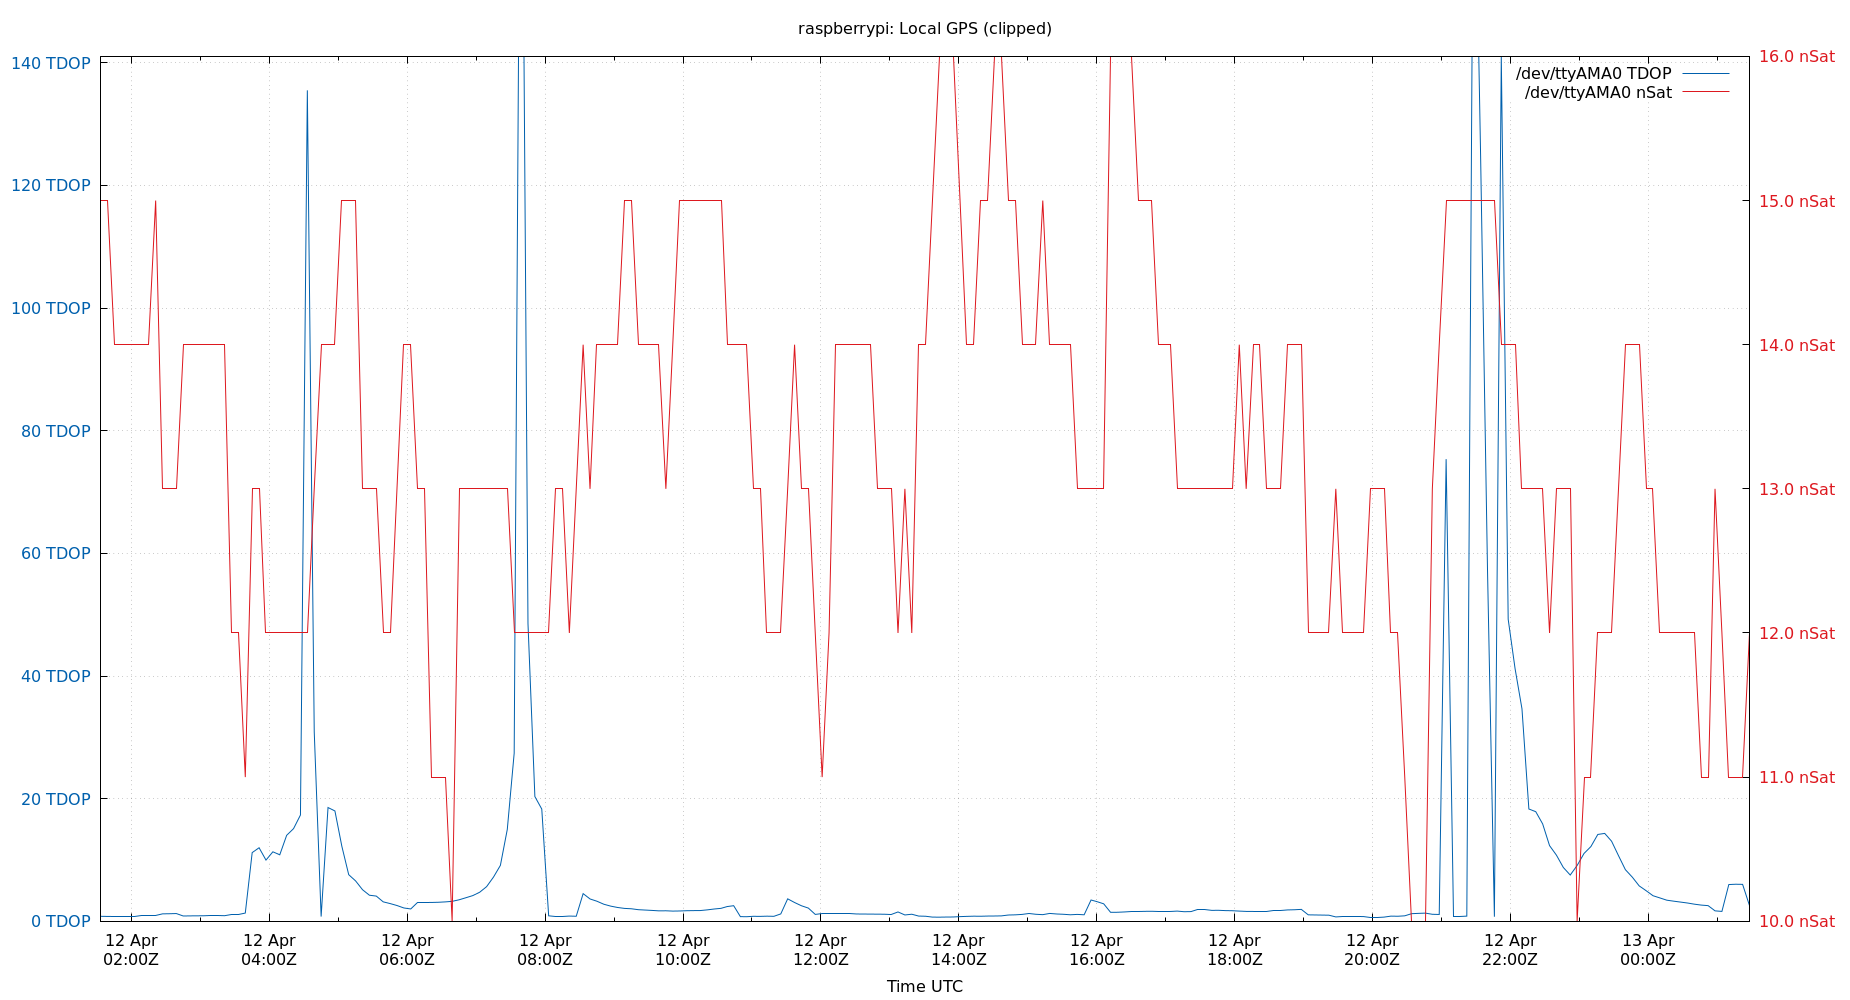 raspberrypi: Local GPS (clipped)
140 TDOP
120 TDOP
100 TDOP
80 TDOP
60 TDOP
40 TDOP
20 TDOP
0 TDOP
16.0 nSat
15.0 nSat
14.0 nSat
13.0 nSat
12.0 nSat
11.0 nSat
10.0 nSat
/dev/ttyAMA0 TDOP
/dev/ttyAMA0 nSat
12 Apr
02:00Z
12 Apr
04:00Z
12 Apr
06:00Z
12 Apr
08:00Z
12 Apr
10:00Z
12 Apr
12:00Z
12 Apr
14:00Z
12 Apr
16:00Z
12 Apr
18:00Z
12 Apr
20:00Z
12 Apr
22:00Z
13 Apr
00:00Z
Time UTC